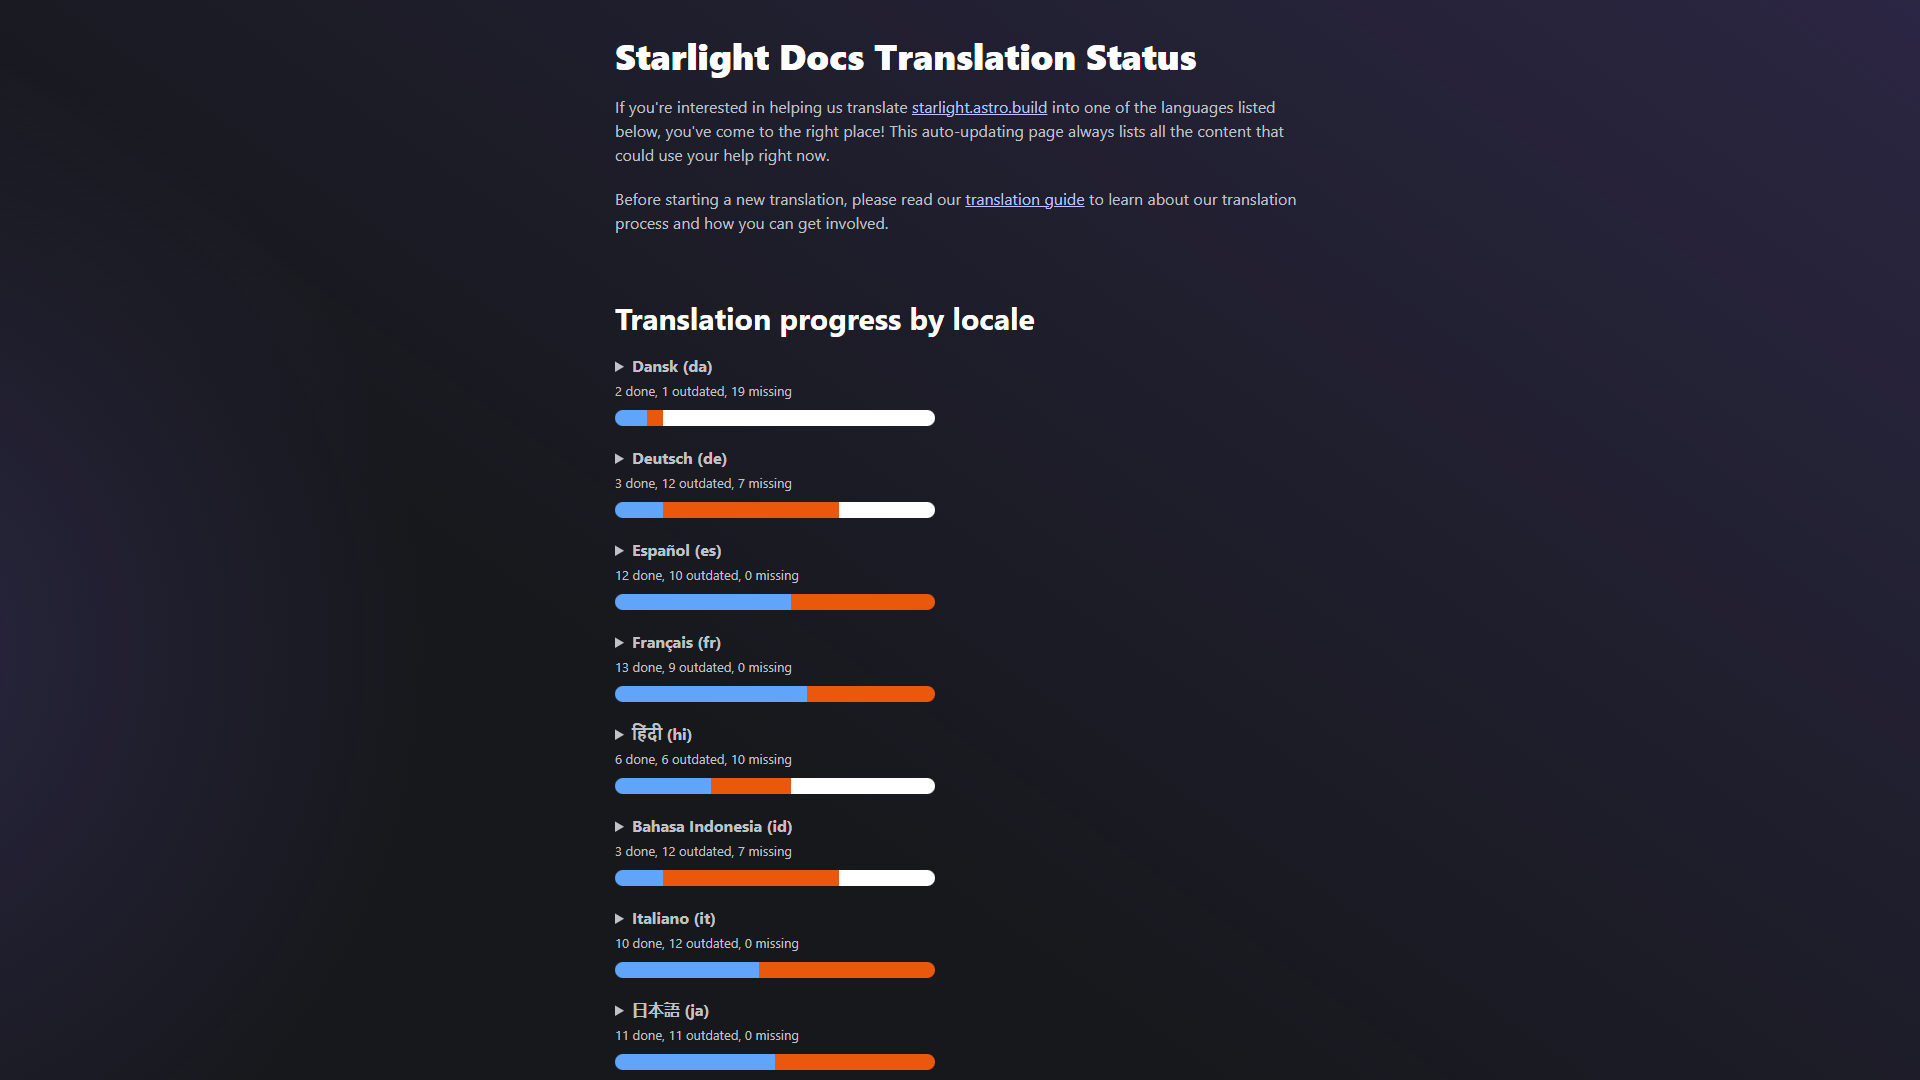 Starlight Docs Translation Status
If you're interested in helping us translate starlight.astro.build into one of the languages listed
below, you've come to the right place! This auto-updating page always lists all the content that
could use your help right now.
Before starting a new translation, please read our translation guide to learn about our translation
process and how you can get involved.
Translation progress by locale
Dansk (da)
2 done, 1 outdated, 19 missing
Deutsch (de)
3 done, 12 outdated, 7 missing
Español (es)
12 done, 10 outdated, 0 missing
Français (fr)
13 done, 9 outdated, 0 missing
हिंदी (hi)
6 done, 6 outdated, 10 missing
Bahasa Indonesia (id)
3 done, 12 outdated, 7 missing
Italiano (it)
10 done, 12 outdated, 0 missing
日本語 (ja)
11 done, 11 outdated, 0 missing